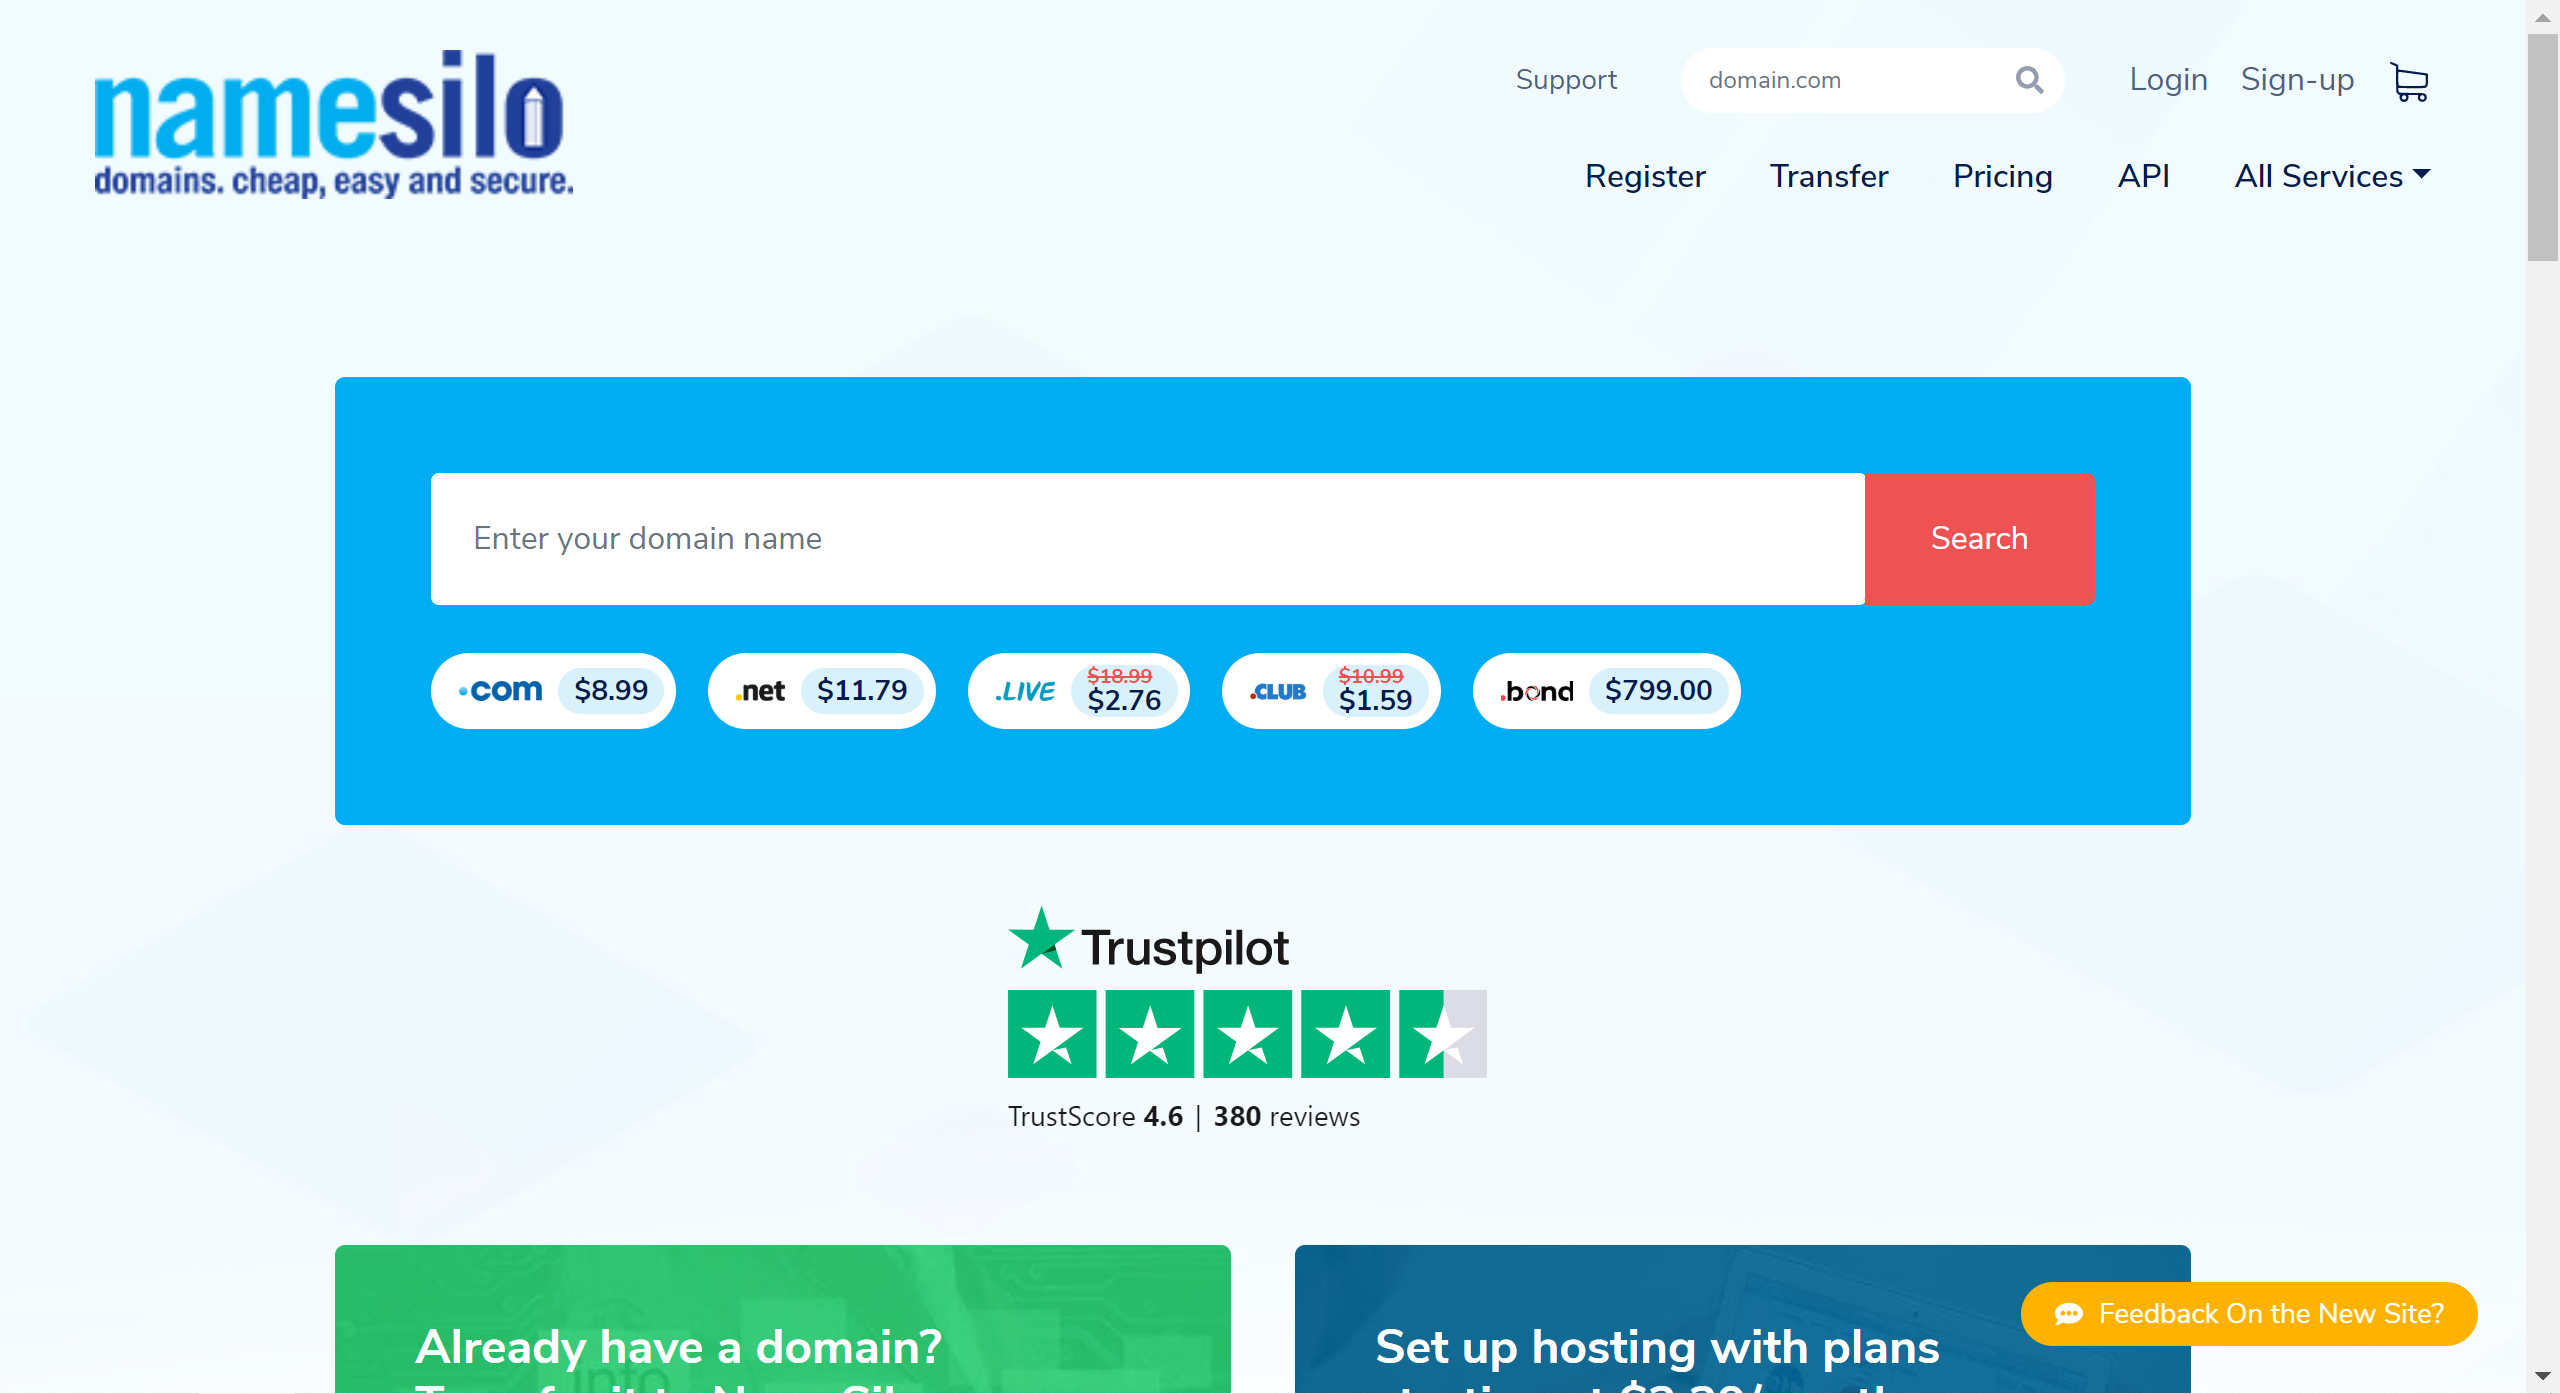 namesilo
domains. cheap, easy and secure.
Support
domain.com
Login
Sign-up
Register
Transfer
Pricing
API
All Services
Enter your domain name
Search
.com $8.99
.net $11.79
.LIVE $18.99 $2.76
.CLUB $10.99 $1.59
.bond $799.00
Trustpilot
TrustScore 4.6 | 380 reviews
Already have a domain?
Set up hosting with plans
Feedback On the New Site?